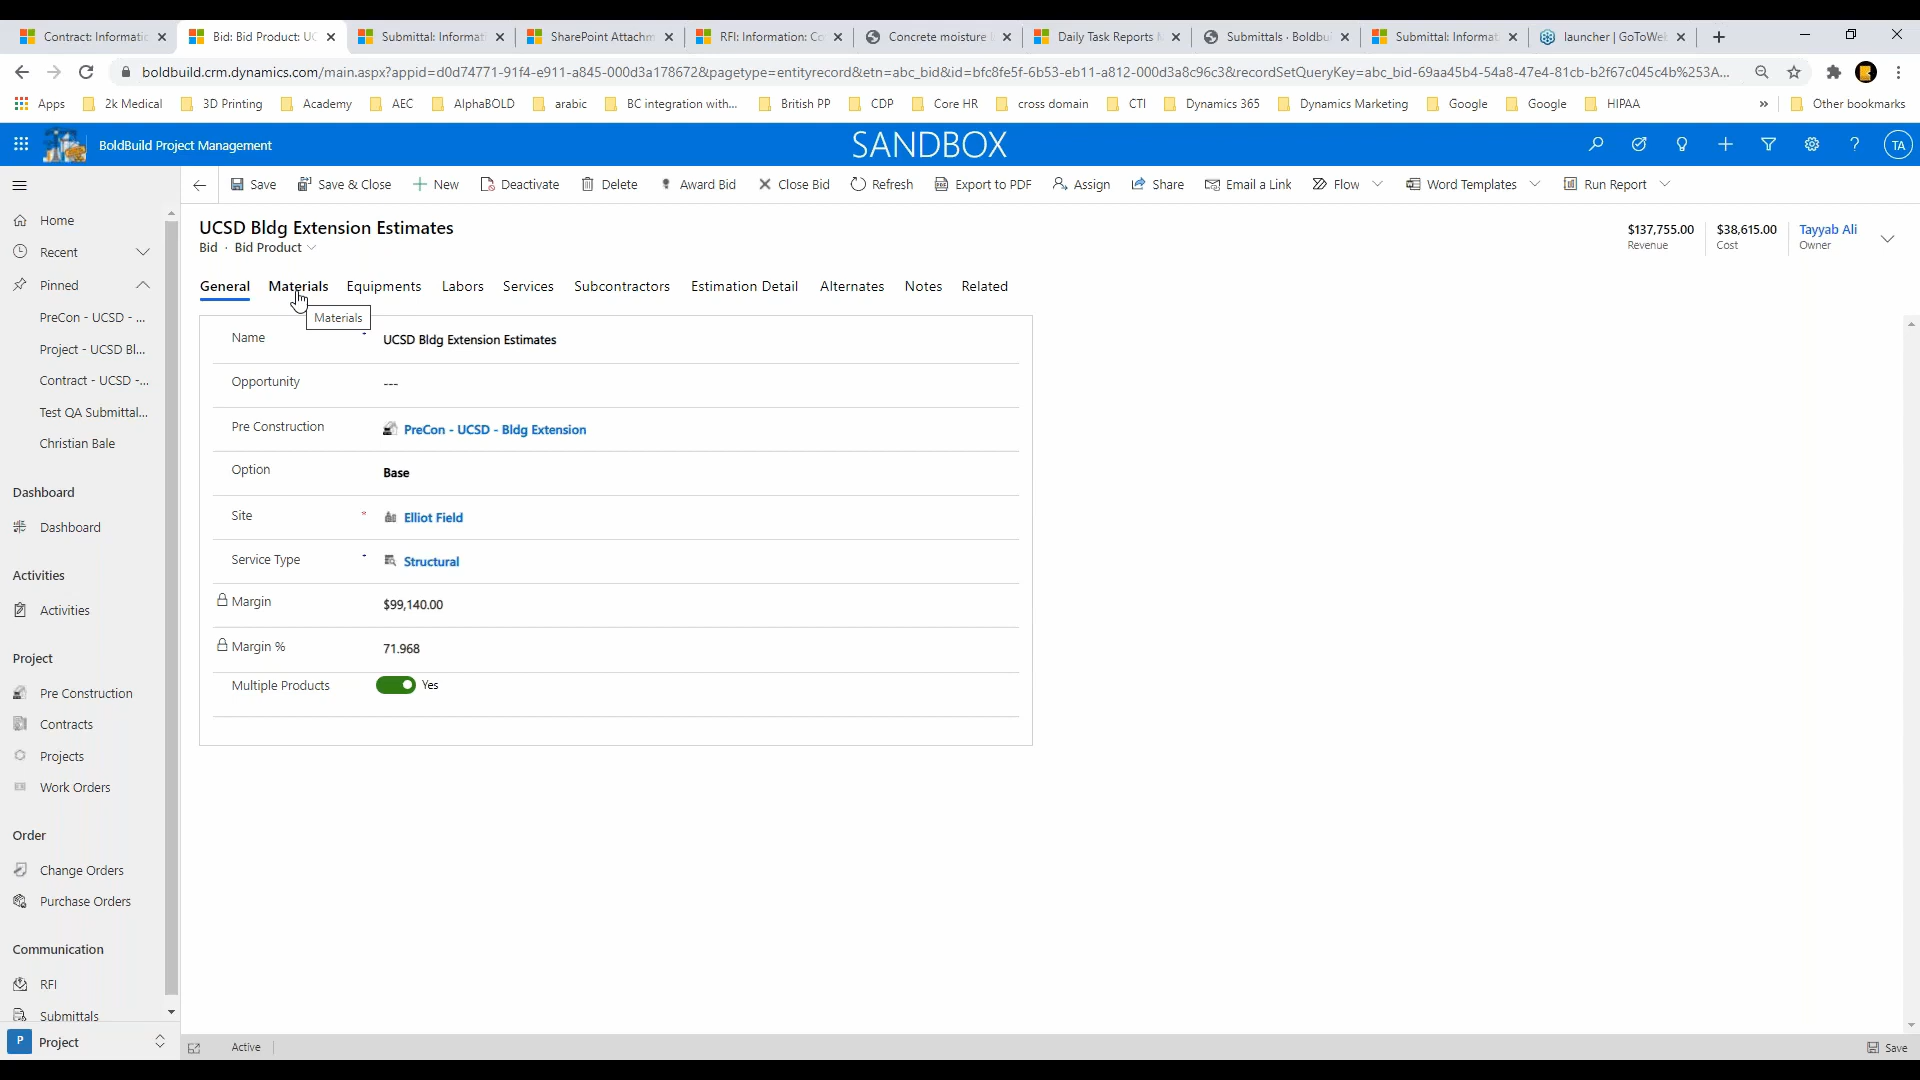 Contract: Informatic
Bid: Bid Product: UC
Submittal: Informati
SharePoint Attachm
RFI: Information: Co
Concrete moisture
Daily Task Reports
Submittals · Boldbui
Submittal: Informat
launcher | GoToWeb
boldbuild.crm.dynamics.com/main.aspx?appid=d0d74771-91f4-e911-a845-000d3a178672&pagetype=entityrecord&etn=abc_bid&id=bfc8fe5f-6b53-eb11-a812-000d3a8c96c3&recordSetQueryKey=abc_bid-69aa45b4-54a8-47e4-81cb-b2f67c045c4b%253A...
Apps 2k Medical 3D Printing Academy AEC AlphaBOLD arabic BC integration with... British PP CDP Core HR cross domain CTI Dynamics 365 Dynamics Marketing Google Google HIPAA » Other bookmarks
BoldBuild Project Management SANDBOX TA
Save Save & Close New Deactivate Delete Award Bid Close Bid Refresh Export to PDF Assign Share Email a Link Flow Word Templates Run Report
Home
Recent
Pinned
PreCon - UCSD - ...
Project - UCSD Bl...
Contract - UCSD -...
Test QA Submittal...
Christian Bale
Dashboard
Dashboard
Activities
Activities
Project
Pre Construction
Contracts
Projects
Work Orders
Order
Change Orders
Purchase Orders
Communication
RFI
Submittals
P Project
UCSD Bldg Extension Estimates
Bid · Bid Product
$137,755.00
Revenue
$38,615.00
Cost
Tayyab Ali
Owner
General Materials Equipments Labors Services Subcontractors Estimation Detail Alternates Notes Related
Materials
Name * UCSD Bldg Extension Estimates
Opportunity ---
Pre Construction PreCon - UCSD - Bldg Extension
Option Base
Site * Elliot Field
Service Type * Structural
Margin $99,140.00
Margin % 71.968
Multiple Products Yes
Active
Save